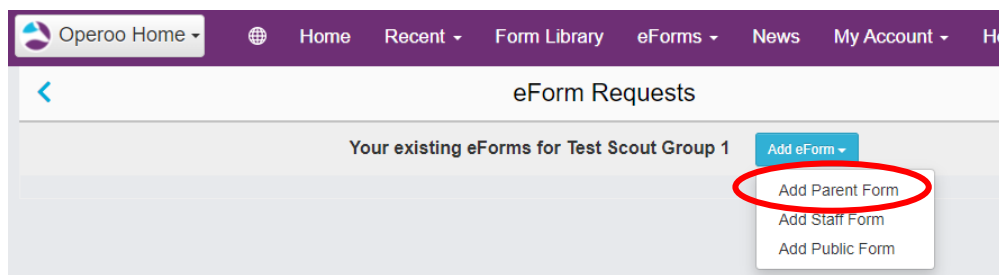 Operoo Home Home Recent Form Library eForms News My Account
eForm Requests
Your existing eForms for Test Scout Group 1 Add eForm
Add Parent Form
Add Staff Form
Add Public Form